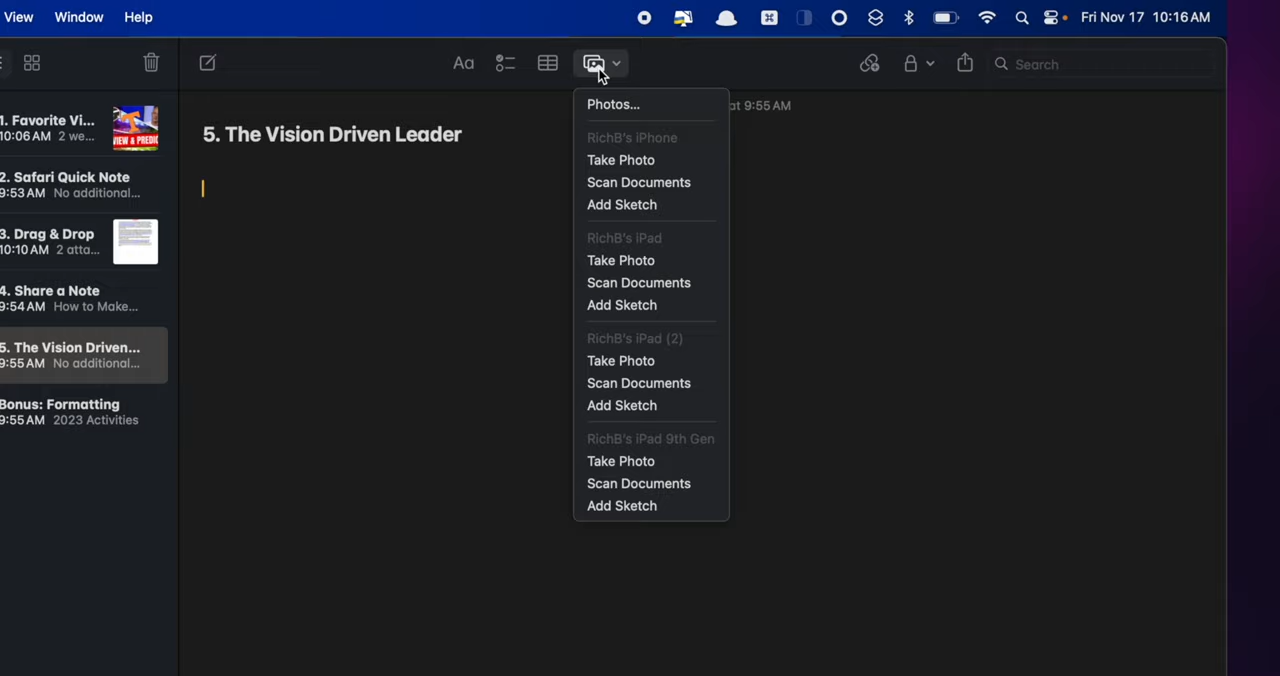 View Window Help Fri Nov 17 10:16 AM
Aa Search
1. Favorite Vi...
10:06 AM 2 we...
VIEW & PREDIC
2. Safari Quick Note
9:53 AM No additional...
3. Drag & Drop
10:10 AM 2 atta...
4. Share a Note
9:54 AM How to Make...
5. The Vision Driven...
9:55 AM No additional...
Bonus: Formatting
9:55 AM 2023 Activities
at 9:55 AM
5. The Vision Driven Leader
Photos...
RichB's iPhone
Take Photo
Scan Documents
Add Sketch
RichB's iPad
Take Photo
Scan Documents
Add Sketch
RichB's iPad (2)
Take Photo
Scan Documents
Add Sketch
RichB's iPad 9th Gen
Take Photo
Scan Documents
Add Sketch